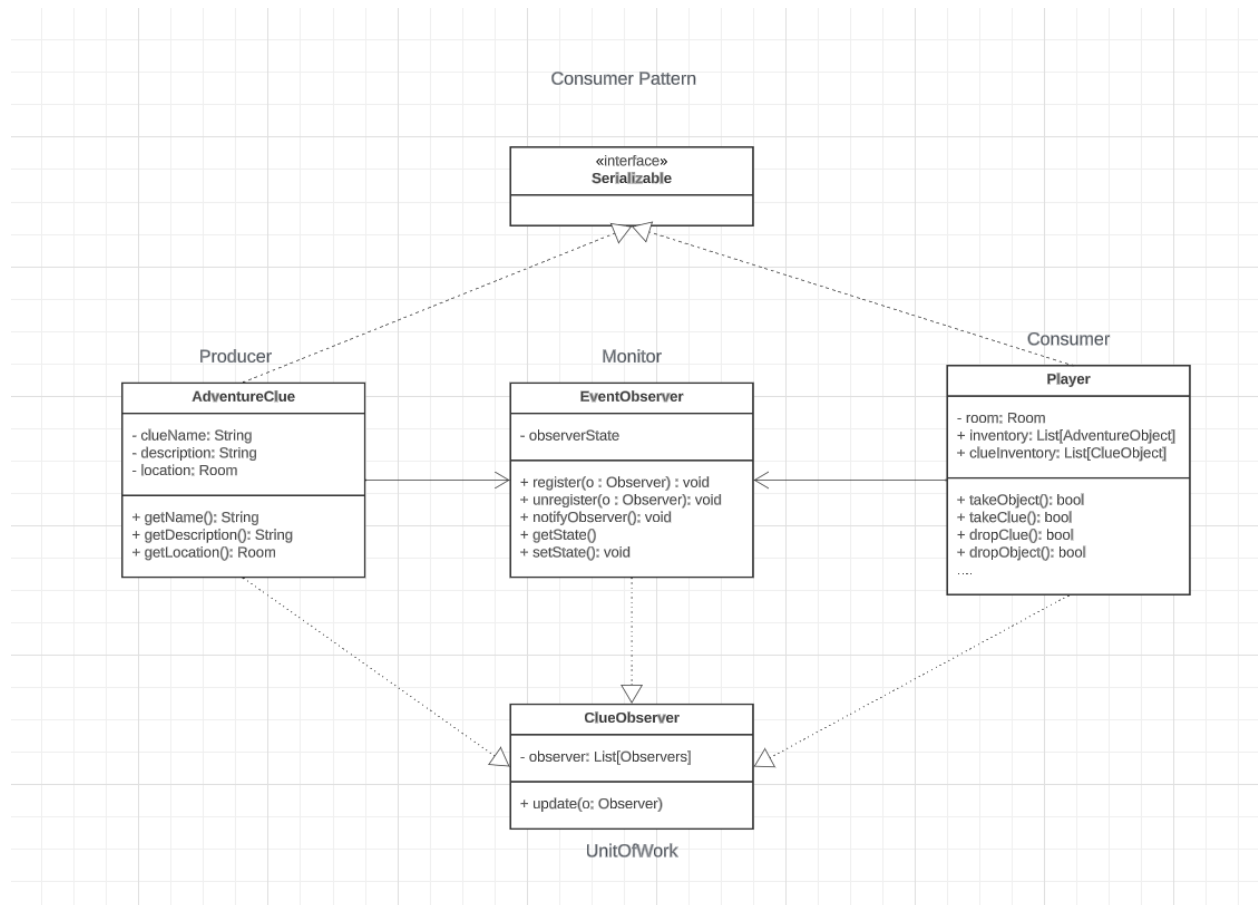 Consumer Pattern
«interface»
Serializable
Producer
AdventureClue
- clueName: String
- description: String
- location: Room
+ getName(): String
+ getDescription(): String
+ getLocation(): Room
Monitor
EventObserver
- observerState
+ register(o : Observer) : void
+ unregister(o : Observer): void
+ notifyObserver(): void
+ getState()
+ setState(): void
Consumer
Player
- room: Room
+ inventory: List[AdventureObject]
+ clueInventory: List[ClueObject]
+ takeObject(): bool
+ takeClue(): bool
+ dropClue(): bool
+ dropObject(): bool
....
ClueObserver
- observer: List[Observers]
+ update(o: Observer)
UnitOfWork